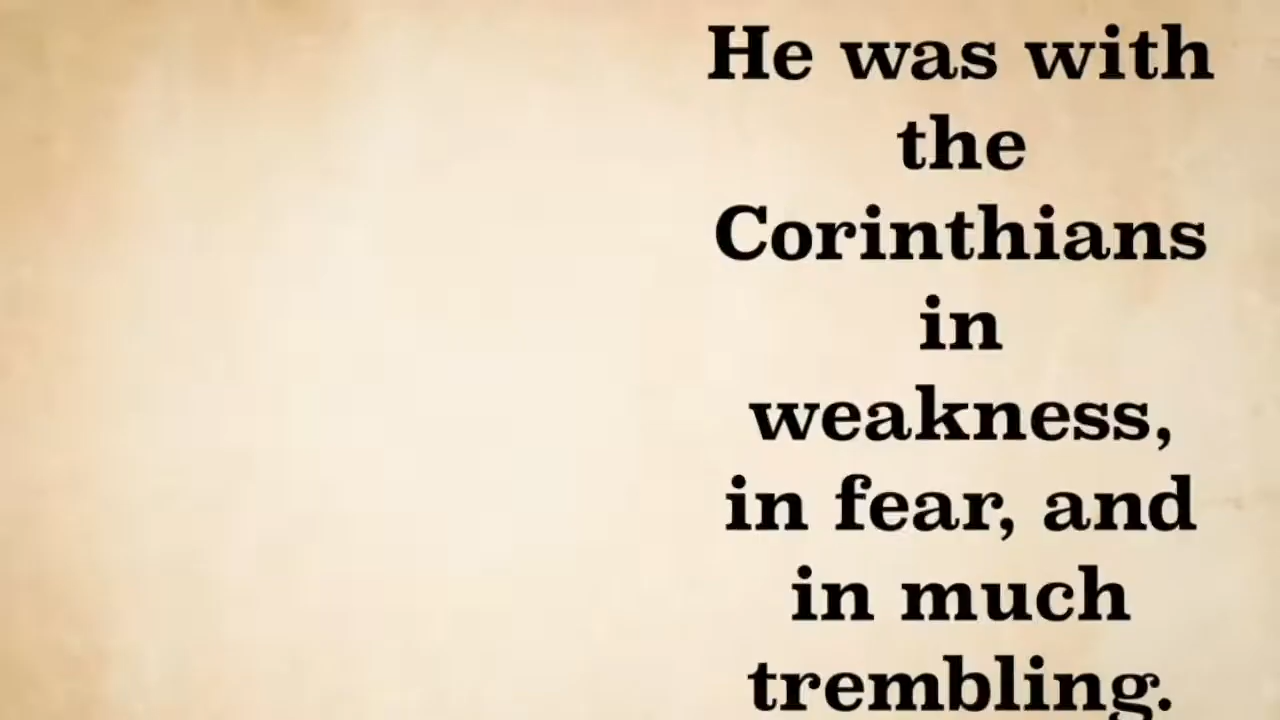 He was with
the
Corinthians
in
weakness,
in fear, and
in much
trembling.